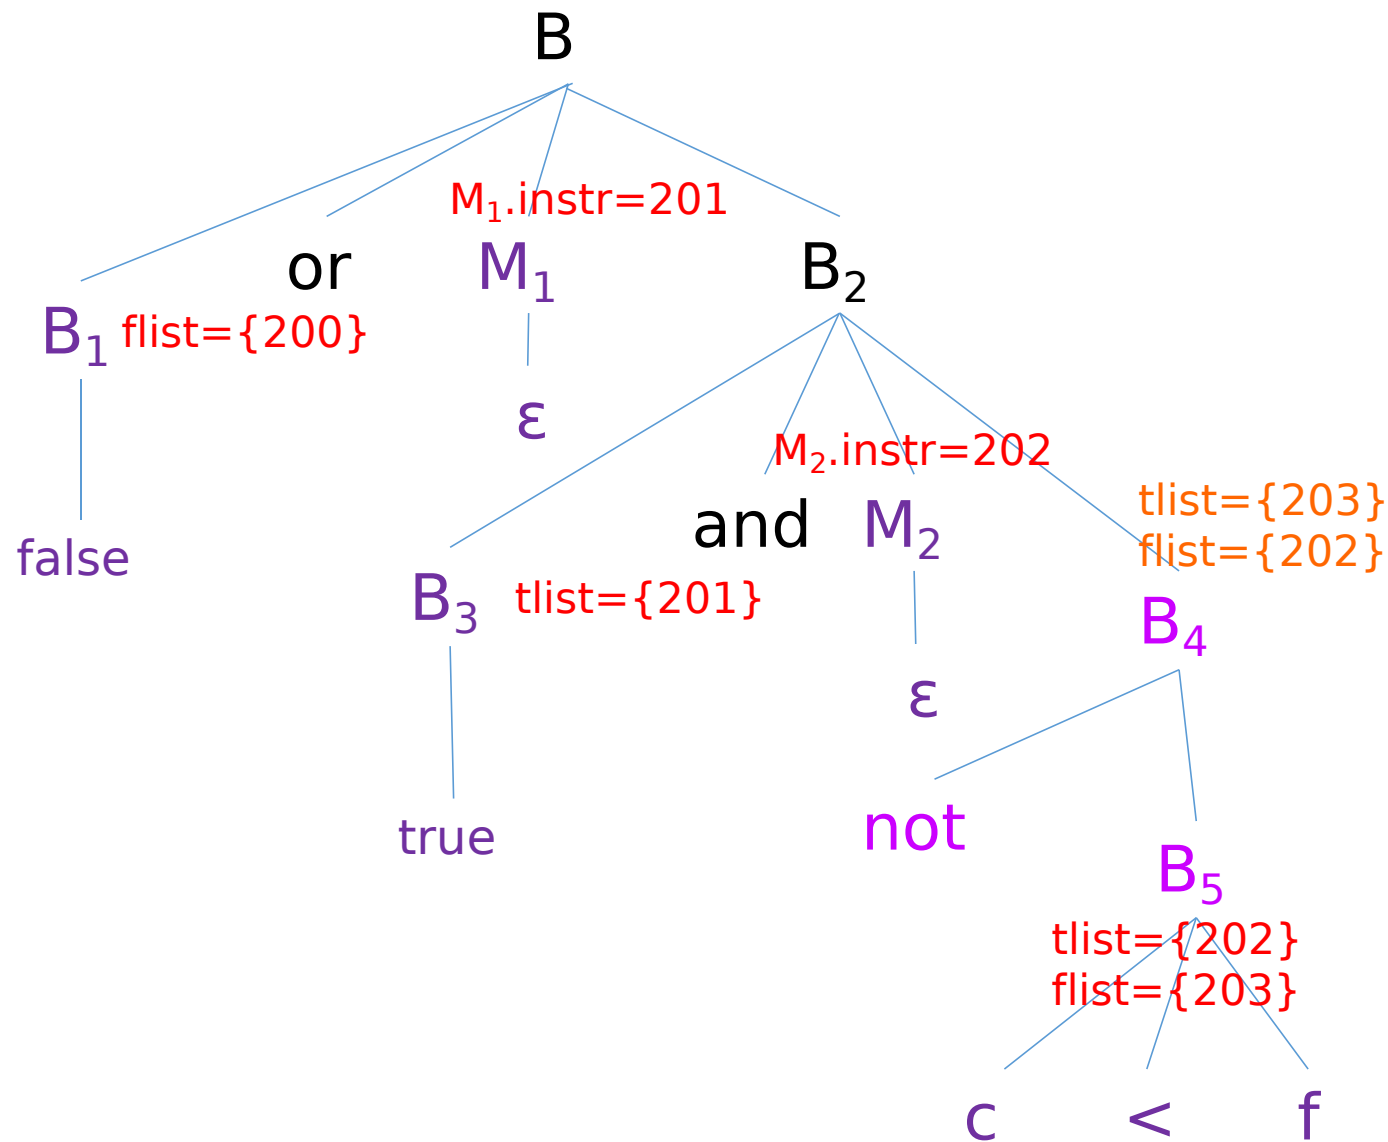 B
M₁.instr=201
or
M₁
B₂
B₁ flist={200}
ε
M₂.instr=202
tlist={203}
and
M₂
flist={202}
false
B₃ tlist={201}
B₄
ε
true
not
B₅
tlist={202}
flist={203}
c < f